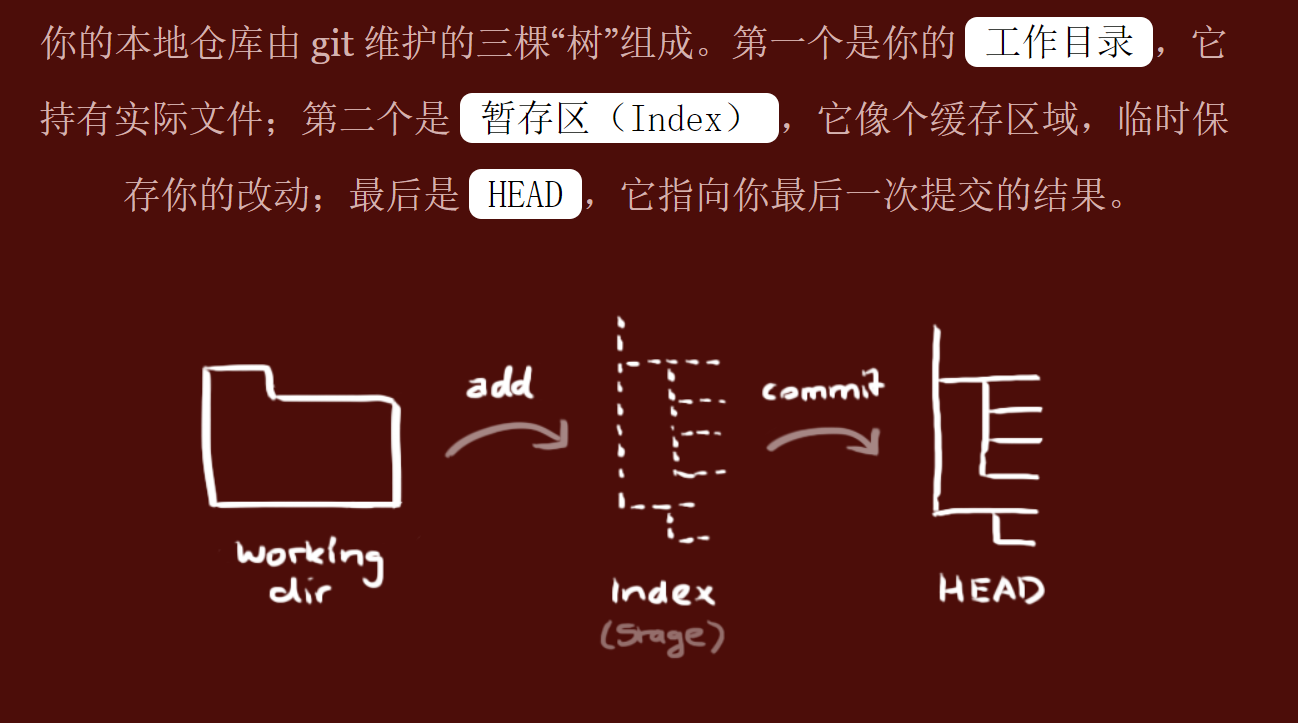 你的本地仓库由 git 维护的三棵“树”组成。第一个是你的 工作目录，它
持有实际文件；第二个是 暂存区（Index），它像个缓存区域，临时保
存你的改动；最后是 HEAD，它指向你最后一次提交的结果。
add
commit
working
dir
Index
(Stage)
HEAD